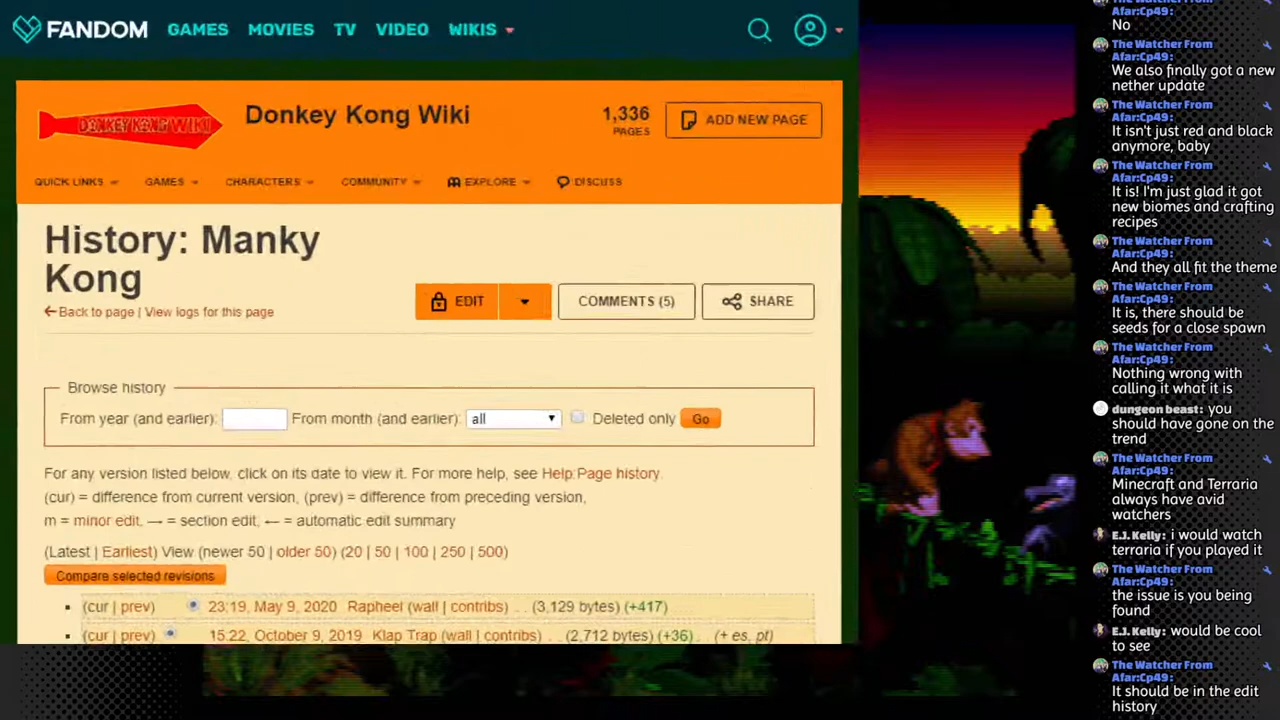 FANDOM GAMES MOVIES TV VIDEO WIKIS
DONKEY KONG WIKI
Donkey Kong Wiki
1,336
PAGES
ADD NEW PAGE
QUICK LINKS GAMES CHARACTERS COMMUNITY EXPLORE DISCUSS
History: Manky
Kong
Back to page | View logs for this page
EDIT
COMMENTS (5)
SHARE
Browse history
From year (and earlier): From month (and earlier): all Deleted only Go
For any version listed below, click on its date to view it. For more help, see Help:Page history.
(cur) = difference from current version, (prev) = difference from preceding version,
m = minor edit, → = section edit, ← = automatic edit summary
(Latest | Earliest) View (newer 50 | older 50) (20 | 50 | 100 | 250 | 500)
Compare selected revisions
(cur | prev) 23:19, May 9, 2020 Rapheel (wall | contribs) . . (3,129 bytes) (+417)
(cur | prev) 15:22, October 9, 2019 Klap Trap (wall | contribs) . . (2,712 bytes) (+36) . . (+ es, pt)
The Watcher From
Afar:Cp49:
No
The Watcher From
Afar:Cp49:
We also finally got a new
nether update
The Watcher From
Afar:Cp49:
It isn't just red and black
anymore, baby
The Watcher From
Afar:Cp49:
It is! I'm just glad it got
new biomes and crafting
recipes
The Watcher From
Afar:Cp49:
And they all fit the theme
The Watcher From
Afar:Cp49:
It is, there should be
seeds for a close spawn
The Watcher From
Afar:Cp49:
Nothing wrong with
calling it what it is
dungeon beast: you
should have gone on the
trend
The Watcher From
Afar:Cp49:
Minecraft and Terraria
always have avid
watchers
E.J. Kelly: i would watch
terraria if you played it
The Watcher From
Afar:Cp49:
the issue is you being
found
E.J. Kelly: would be cool
to see
The Watcher From
Afar:Cp49:
It should be in the edit
history